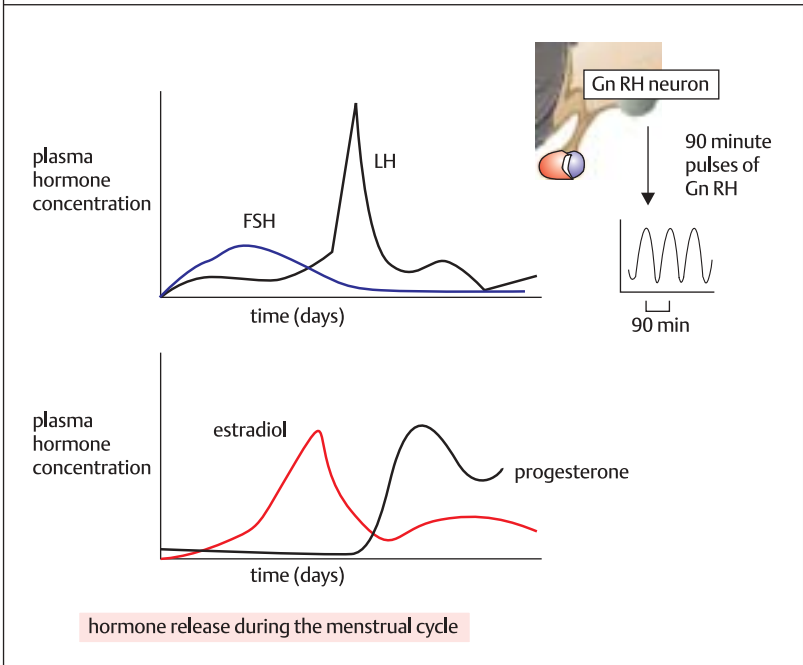 plasma
hormone
concentration
FSH
LH
time (days)
Gn RH neuron
90 minute
pulses of
Gn RH
90 min
plasma
hormone
concentration
estradiol
progesterone
time (days)
hormone release during the menstrual cycle